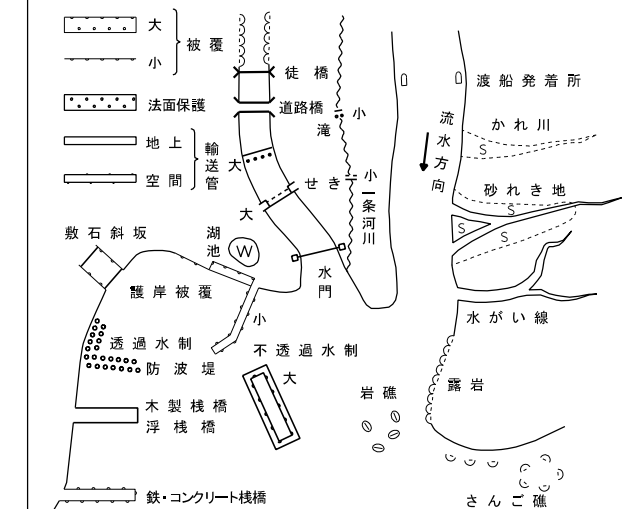 大
小
被覆
法面保護
地上
空間
輸送管
徒橋
道路橋
小
滝
大
せき
小
大
一条河川
渡船発着所
流水方向
かれ川
S
砂れき地
S
S
S
敷石斜坂
湖池
W
護岸被覆
水門
小
水がい線
透過水制
不透過水制
大
防波堤
岩礁
露岩
木製桟橋
浮桟橋
鉄・コンクリート桟橋
さんご礁